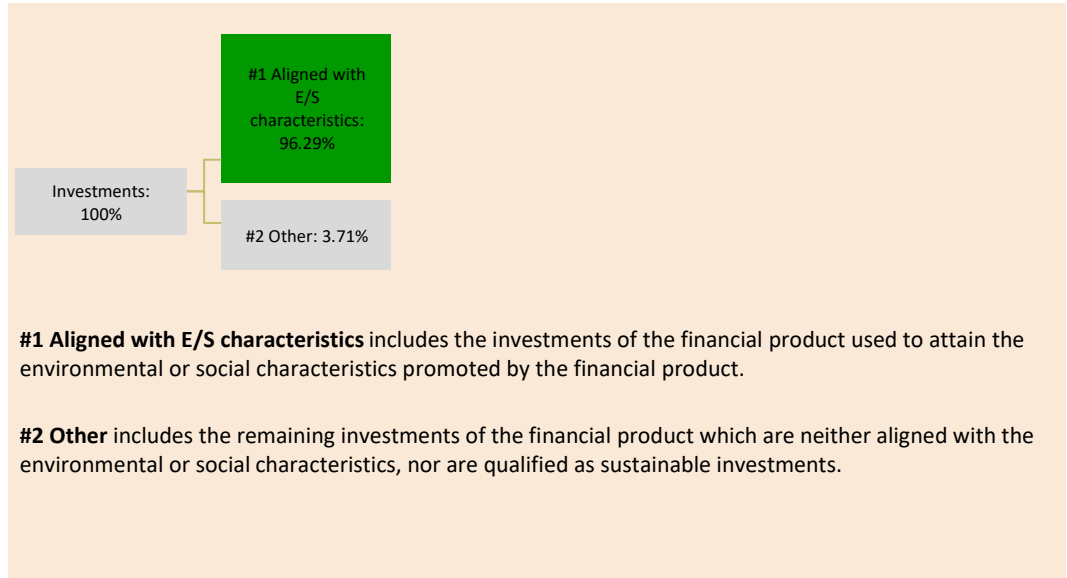 #1 Aligned with
E/S
characteristics:
96.29%
Investments:
100%
#2 Other: 3.71%
#1 Aligned with E/S characteristics includes the investments of the financial product used to attain the
environmental or social characteristics promoted by the financial product.
#2 Other includes the remaining investments of the financial product which are neither aligned with the
environmental or social characteristics, nor are qualified as sustainable investments.